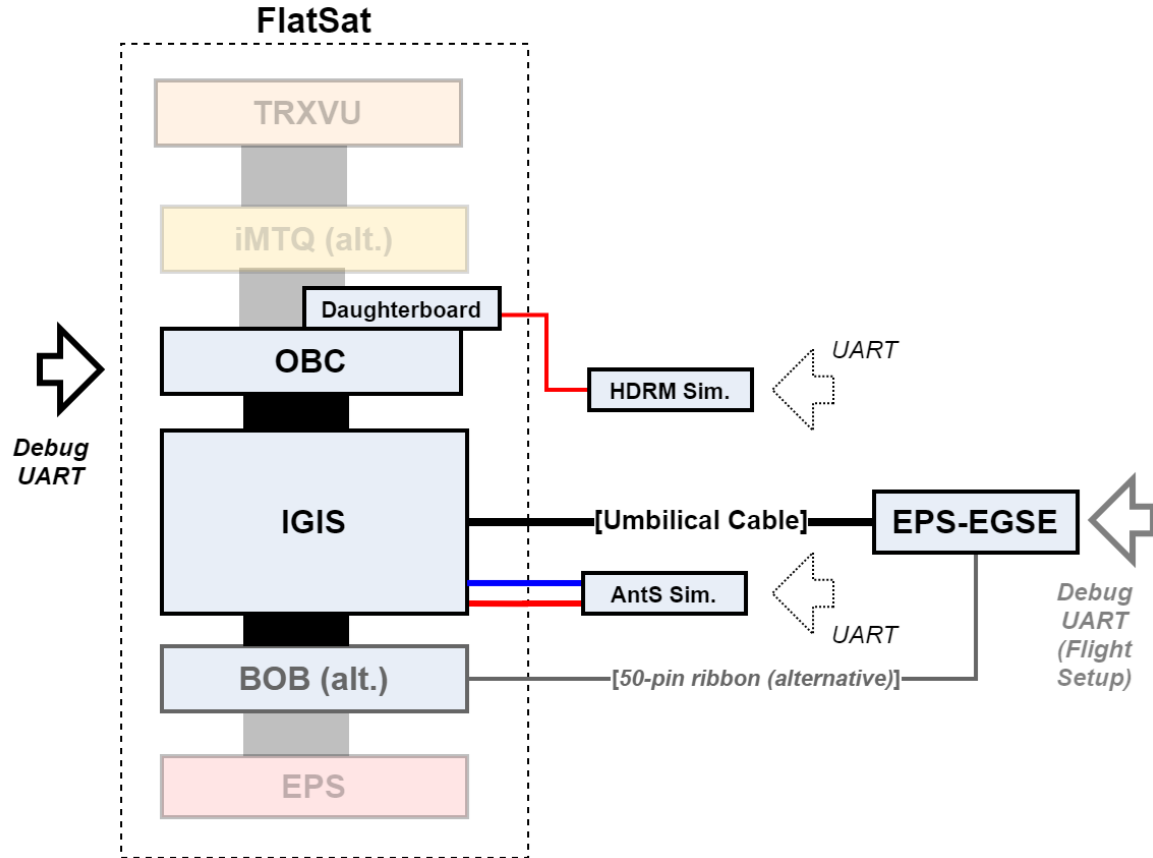 FlatSat
TRXVU
iMTQ (alt.)
Daughterboard
OBC
UART
HDRM Sim.
Debug
UART
IGIS
[Umbilical Cable]
EPS-EGSE
AntS Sim.
UART
Debug
UART
(Flight
Setup)
BOB (alt.)
[50-pin ribbon (alternative)]
EPS